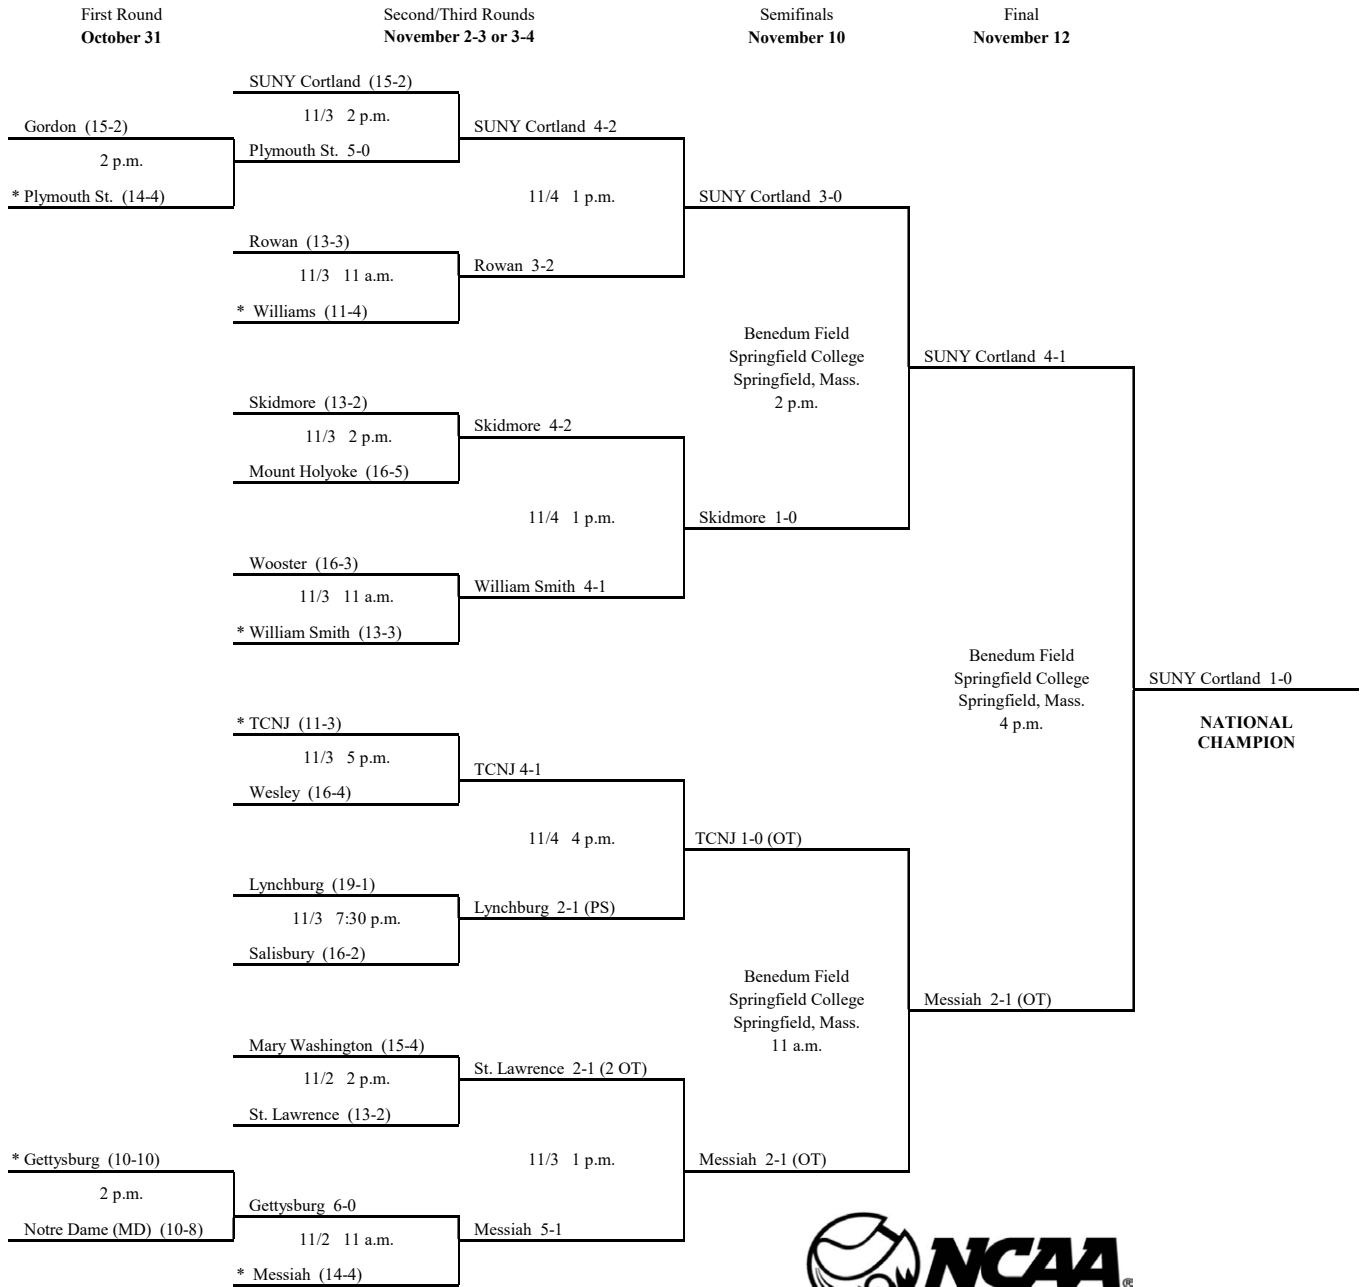 First Round
October 31
Second/Third Rounds
November 2-3 or 3-4
Semifinals
November 10
Final
November 12
SUNY Cortland (15-2)
11/3 2 p.m.
Gordon (15-2)
2 p.m.
* Plymouth St. (14-4)
Plymouth St. 5-0
SUNY Cortland 4-2
11/4 1 p.m.
SUNY Cortland 3-0
Rowan (13-3)
11/3 11 a.m.
* Williams (11-4)
Rowan 3-2
Benedum Field
Springfield College
Springfield, Mass.
2 p.m.
SUNY Cortland 4-1
Skidmore (13-2)
11/3 2 p.m.
Mount Holyoke (16-5)
Skidmore 4-2
11/4 1 p.m.
Skidmore 1-0
Wooster (16-3)
11/3 11 a.m.
* William Smith (13-3)
William Smith 4-1
Benedum Field
Springfield College
Springfield, Mass.
4 p.m.
SUNY Cortland 1-0
NATIONAL
CHAMPION
* TCNJ (11-3)
11/3 5 p.m.
Wesley (16-4)
TCNJ 4-1
11/4 4 p.m.
TCNJ 1-0 (OT)
Lynchburg (19-1)
11/3 7:30 p.m.
Salisbury (16-2)
Lynchburg 2-1 (PS)
Benedum Field
Springfield College
Springfield, Mass.
11 a.m.
Messiah 2-1 (OT)
Mary Washington (15-4)
11/2 2 p.m.
St. Lawrence (13-2)
St. Lawrence 2-1 (2 OT)
11/3 1 p.m.
Messiah 2-1 (OT)
* Gettysburg (10-10)
2 p.m.
Notre Dame (MD) (10-8)
Gettysburg 6-0
11/2 11 a.m.
* Messiah (14-4)
Messiah 5-1
NCAA®